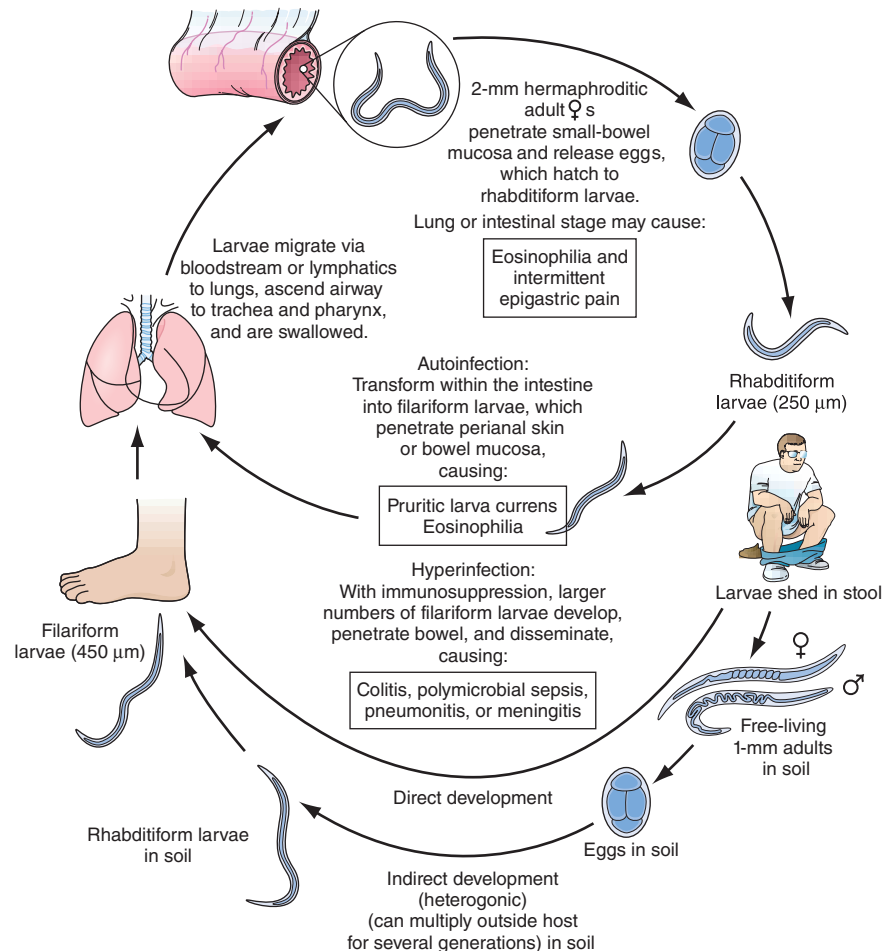 2-mm hermaphroditic
adult♀s
penetrate small-bowel
mucosa and release eggs,
which hatch to
rhabditiform larvae.
Lung or intestinal stage may cause:
Eosinophilia and
intermittent
epigastric pain
Larvae migrate via
bloodstream or lymphatics
to lungs, ascend airway
to trachea and pharynx,
and are swallowed.
Rhabditiform
larvae (250 μm)
Autoinfection:
Transform within the intestine
into filariform larvae, which
penetrate perianal skin
or bowel mucosa,
causing:
Pruritic larva currens
Eosinophilia
Larvae shed in stool
Hyperinfection:
With immunosuppression, larger
numbers of filariform larvae develop,
penetrate bowel, and disseminate,
causing:
Colitis, polymicrobial sepsis,
pneumonitis, or meningitis
Filariform
larvae (450 μm)
♀
♂
Free-living
1-mm adults
in soil
Direct development
Eggs in soil
Rhabditiform larvae
in soil
Indirect development
(heterogonic)
(can multiply outside host
for several generations) in soil